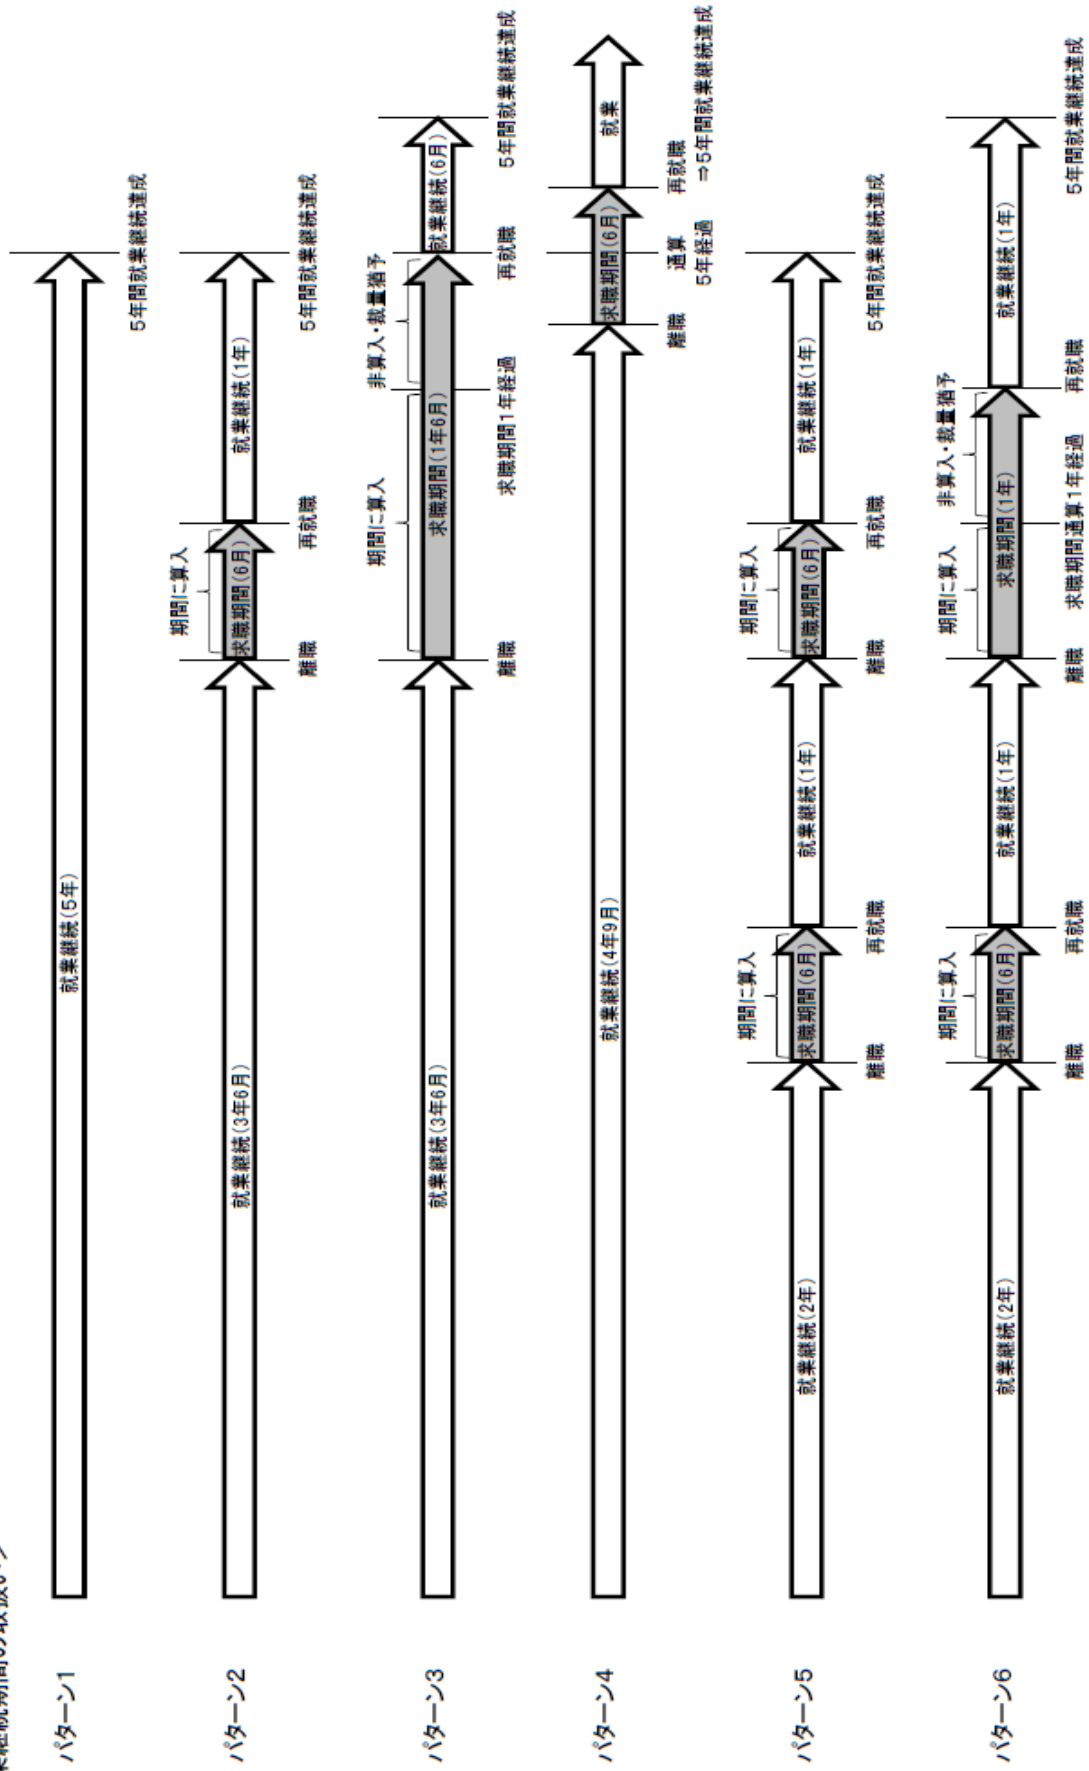 業継続期間の取扱い＞
パターン1
就業継続(5年)
5年間就業継続達成
パターン2
就業継続(3年6月)
期間に算入
求職期間(6月)
就業継続(1年)
離職
再就職
5年間就業継続達成
パターン3
就業継続(3年6月)
期間に算入
非算入・裁量猶予
求職期間(1年6月)
就業継続(6月)
離職
求職期間1年経過
再就職
5年間就業継続達成
パターン4
就業継続(4年9月)
求職期間(6月)
就業
離職
通算
5年経過
再就職
⇒5年間就業継続達成
パターン5
就業継続(2年)
期間に算入
求職期間(6月)
就業継続(1年)
期間に算入
求職期間(6月)
就業継続(1年)
離職
再就職
離職
再就職
5年間就業継続達成
パターン6
就業継続(2年)
期間に算入
求職期間(6月)
就業継続(1年)
期間に算入
非算入・裁量猶予
求職期間(1年)
就業継続(1年)
離職
再就職
離職
求職期間通算1年経過
再就職
5年間就業継続達成